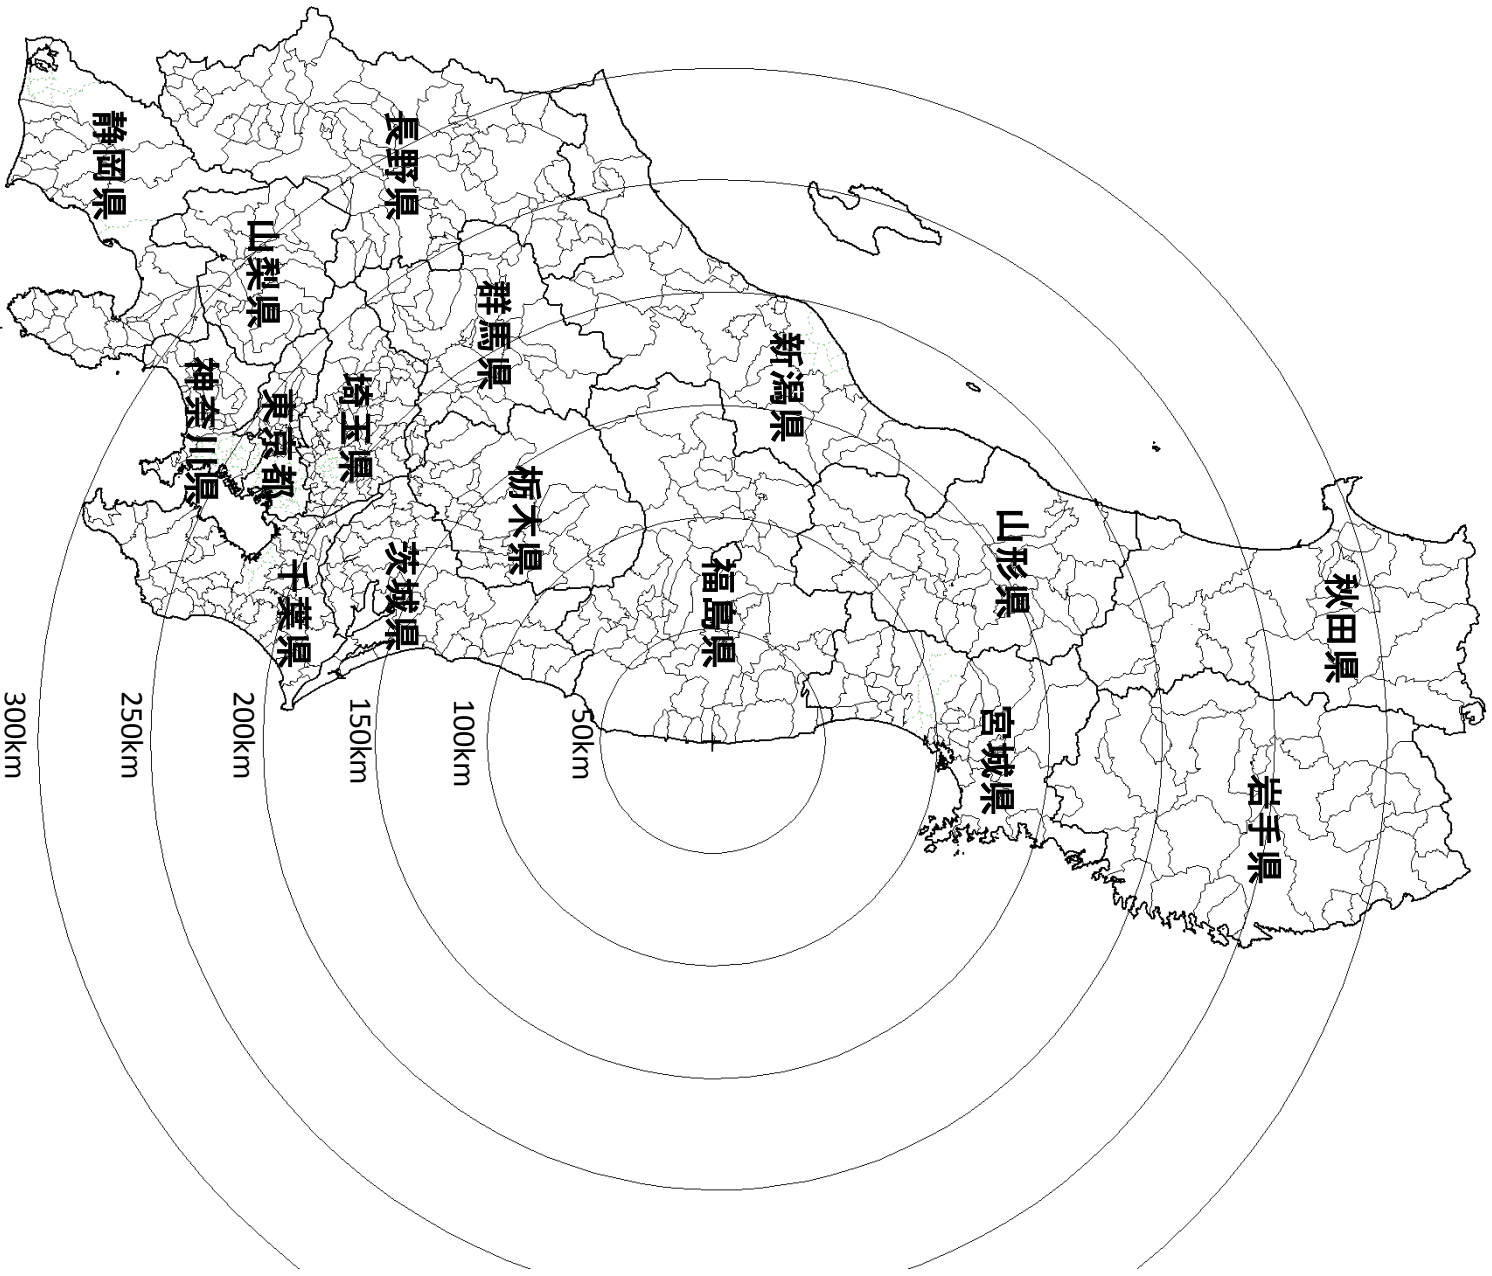 秋田県
岩手県
山形県
宮城県
新潟県
福島県
栃木県
群馬県
長野県
茨城県
埼玉県
千葉県
東京都
山梨県
神奈川県
静岡県
50km
100km
150km
200km
250km
300km